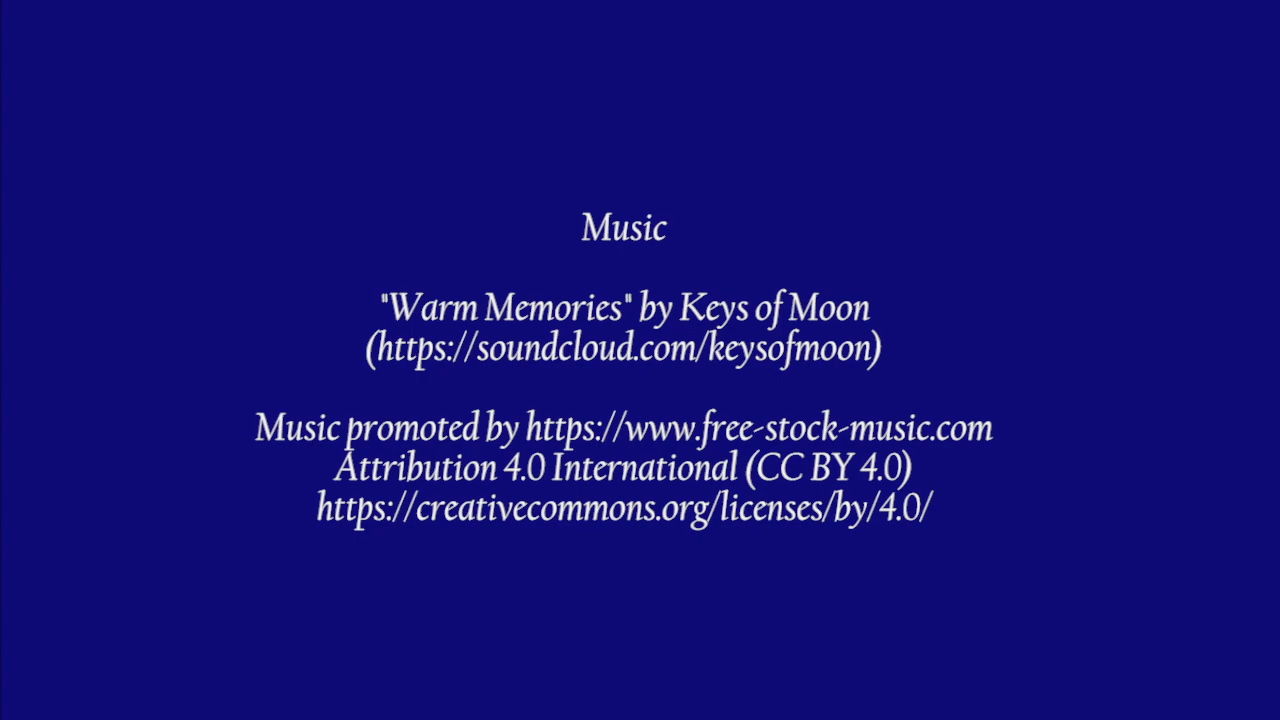 Music
"Warm Memories" by Keys of Moon
(https://soundcloud.com/keysofmoon)
Music promoted by https://www.free-stock-music.com
Attribution 4.0 International (CC BY 4.0)
https://creativecommons.org/licenses/by/4.0/